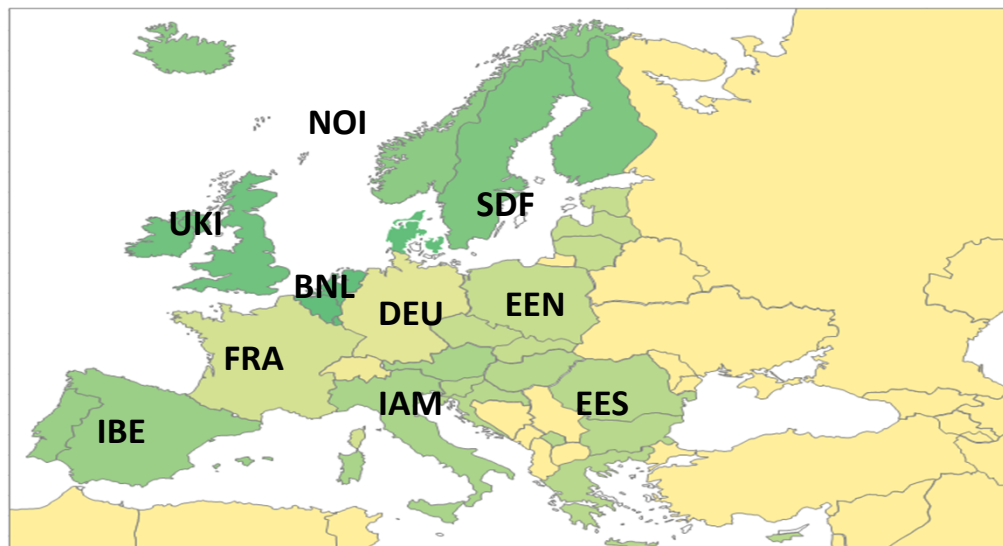 NOI
SDF
UKI
BNL
DEU
EEN
FRA
IAM
EES
IBE